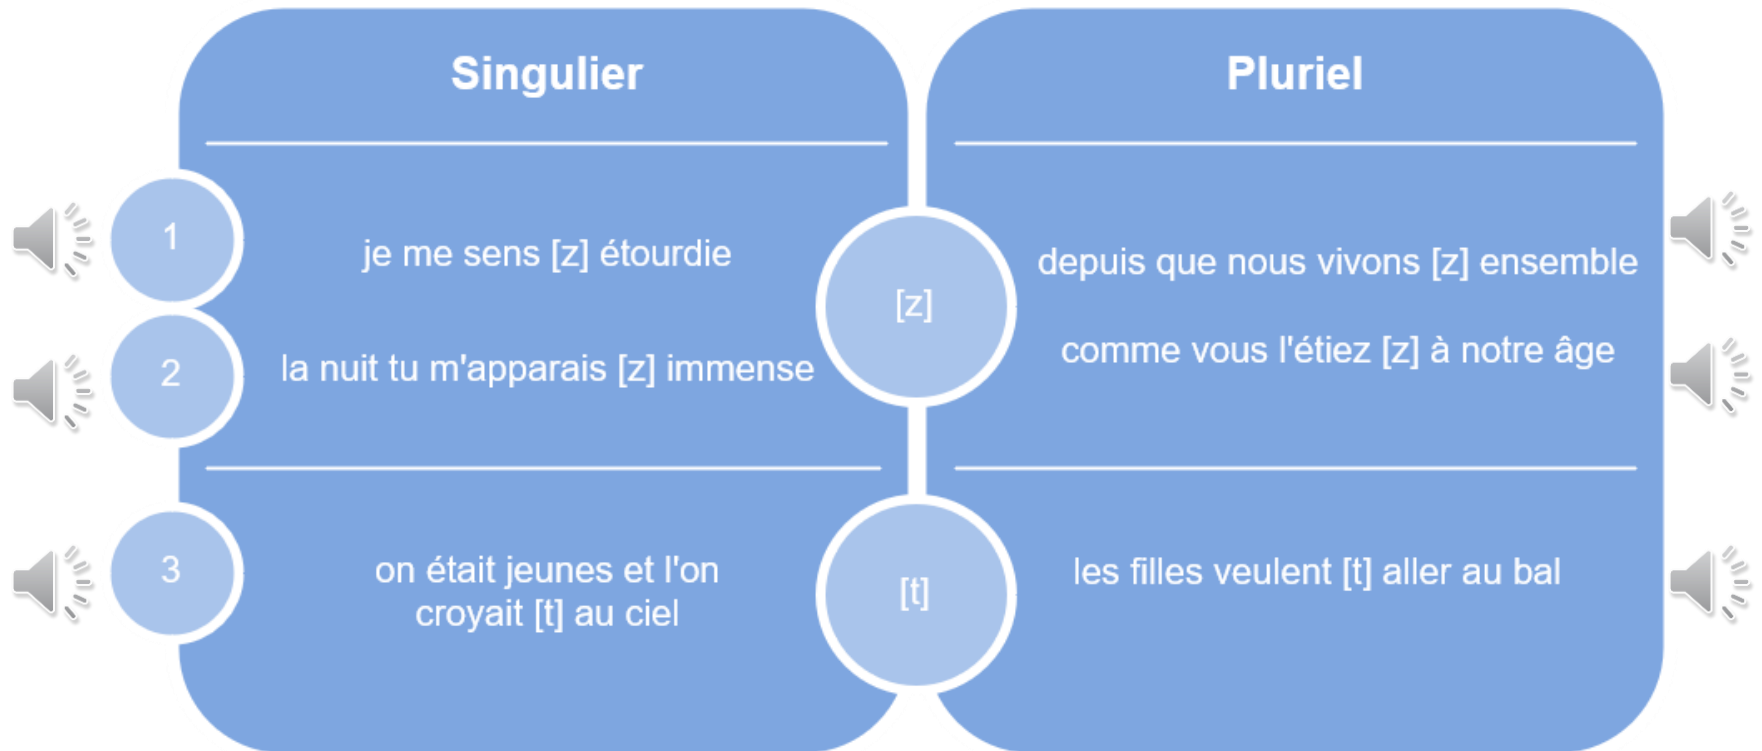 Singulier
Pluriel
1
je me sens [z] étourdie
[z]
depuis que nous vivons [z] ensemble
2
la nuit tu m'apparais [z] immense
comme vous l'étiez [z] à notre âge
3
on était jeunes et l'on
croyait [t] au ciel
[t]
les filles veulent [t] aller au bal